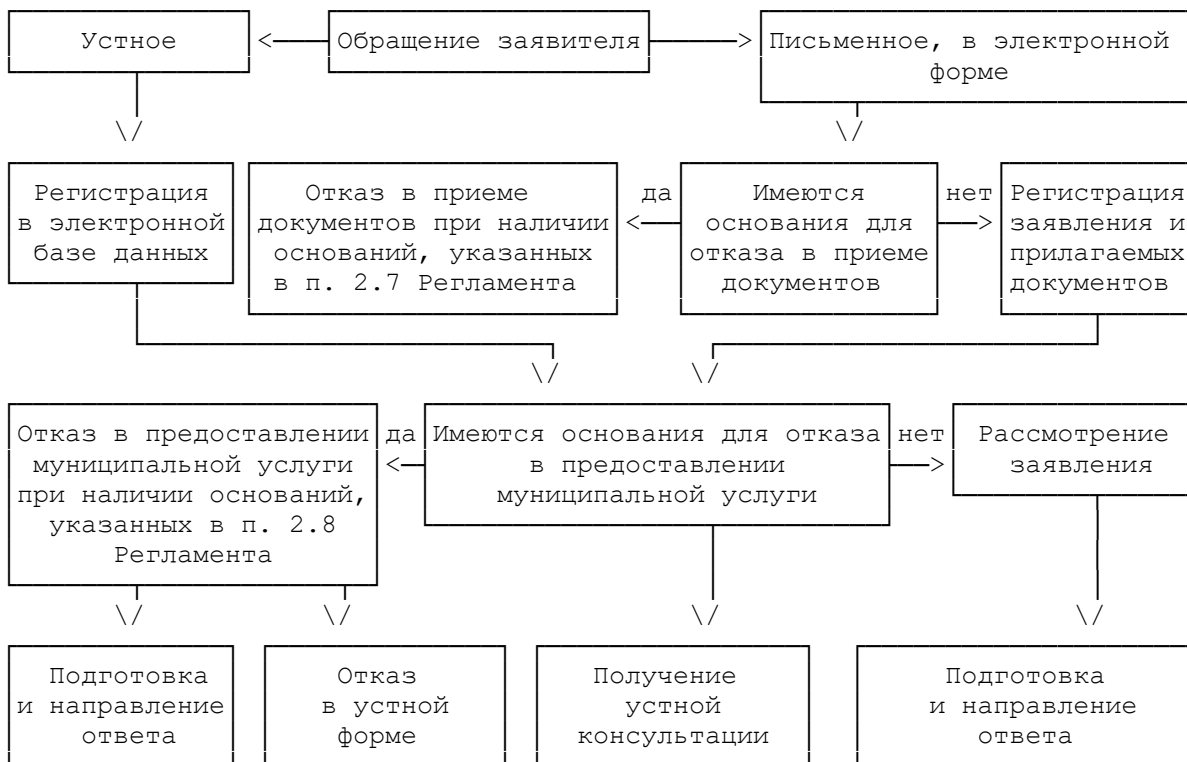 Устное
Обращение заявителя
Письменное, в электронной
форме
Регистрация
в электронной
базе данных
Отказ в приеме
документов при наличии
оснований, указанных
в п. 2.7 Регламента
да
Имеются
основания для
отказа в приеме
документов
нет
Регистрация
заявления и
прилагаемых
документов
Отказ в предоставлении
муниципальной услуги
при наличии оснований,
указанных в п. 2.8
Регламента
да
Имеются основания для отказа
в предоставлении
муниципальной услуги
нет
Рассмотрение
заявления
Подготовка
и направление
ответа
Отказ
в устной
форме
Получение
устной
консультации
Подготовка
и направление
ответа